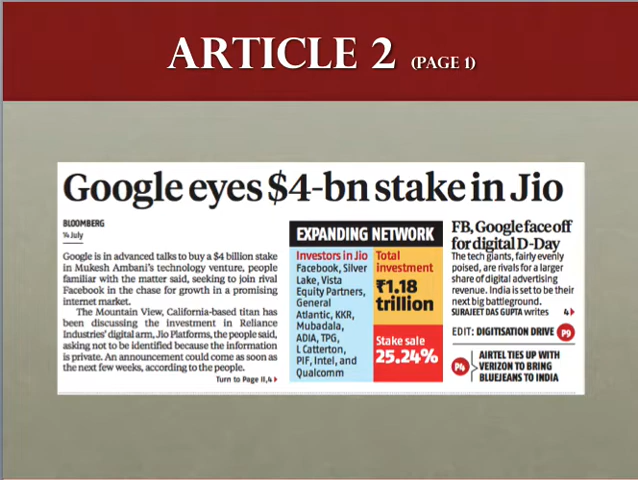 ARTICLE 2 (PAGE 1)
Google eyes $4-bn stake in Jio
BLOOMBERG
14 July
Google is in advanced talks to buy a $4 billion stake
in Mukesh Ambani's technology venture, people
familiar with the matter said, seeking to join rival
Facebook in the chase for growth in a promising
internet market.
The Mountain View, California-based titan has
been discussing the investment in Reliance
Industries' digital arm, Jio Platforms, the people said,
asking not to be identified because the information
is private. An announcement could come as soon as
the next few weeks, according to the people.
Turn to Page II,4
EXPANDING NETWORK
Investors in Jio
Facebook, Silver
Lake, Vista
Equity Partners,
General
Atlantic, KKR,
Mubadala,
ADIA, TPG,
L Catterton,
PIF, Intel, and
Qualcomm
Total
investment
₹1.18
trillion
Stake sale
25.24%
FB, Google face off
for digital D-Day
The tech giants, fairly evenly
poised, are rivals for a larger
share of digital advertising
revenue. India is set to be their
next big battleground.
SURAJEET DAS GUPTA writes 4
EDIT: DIGITISATION DRIVE P9
P4 AIRTEL TIES UP WITH
VERIZON TO BRING
BLUEJEANS TO INDIA